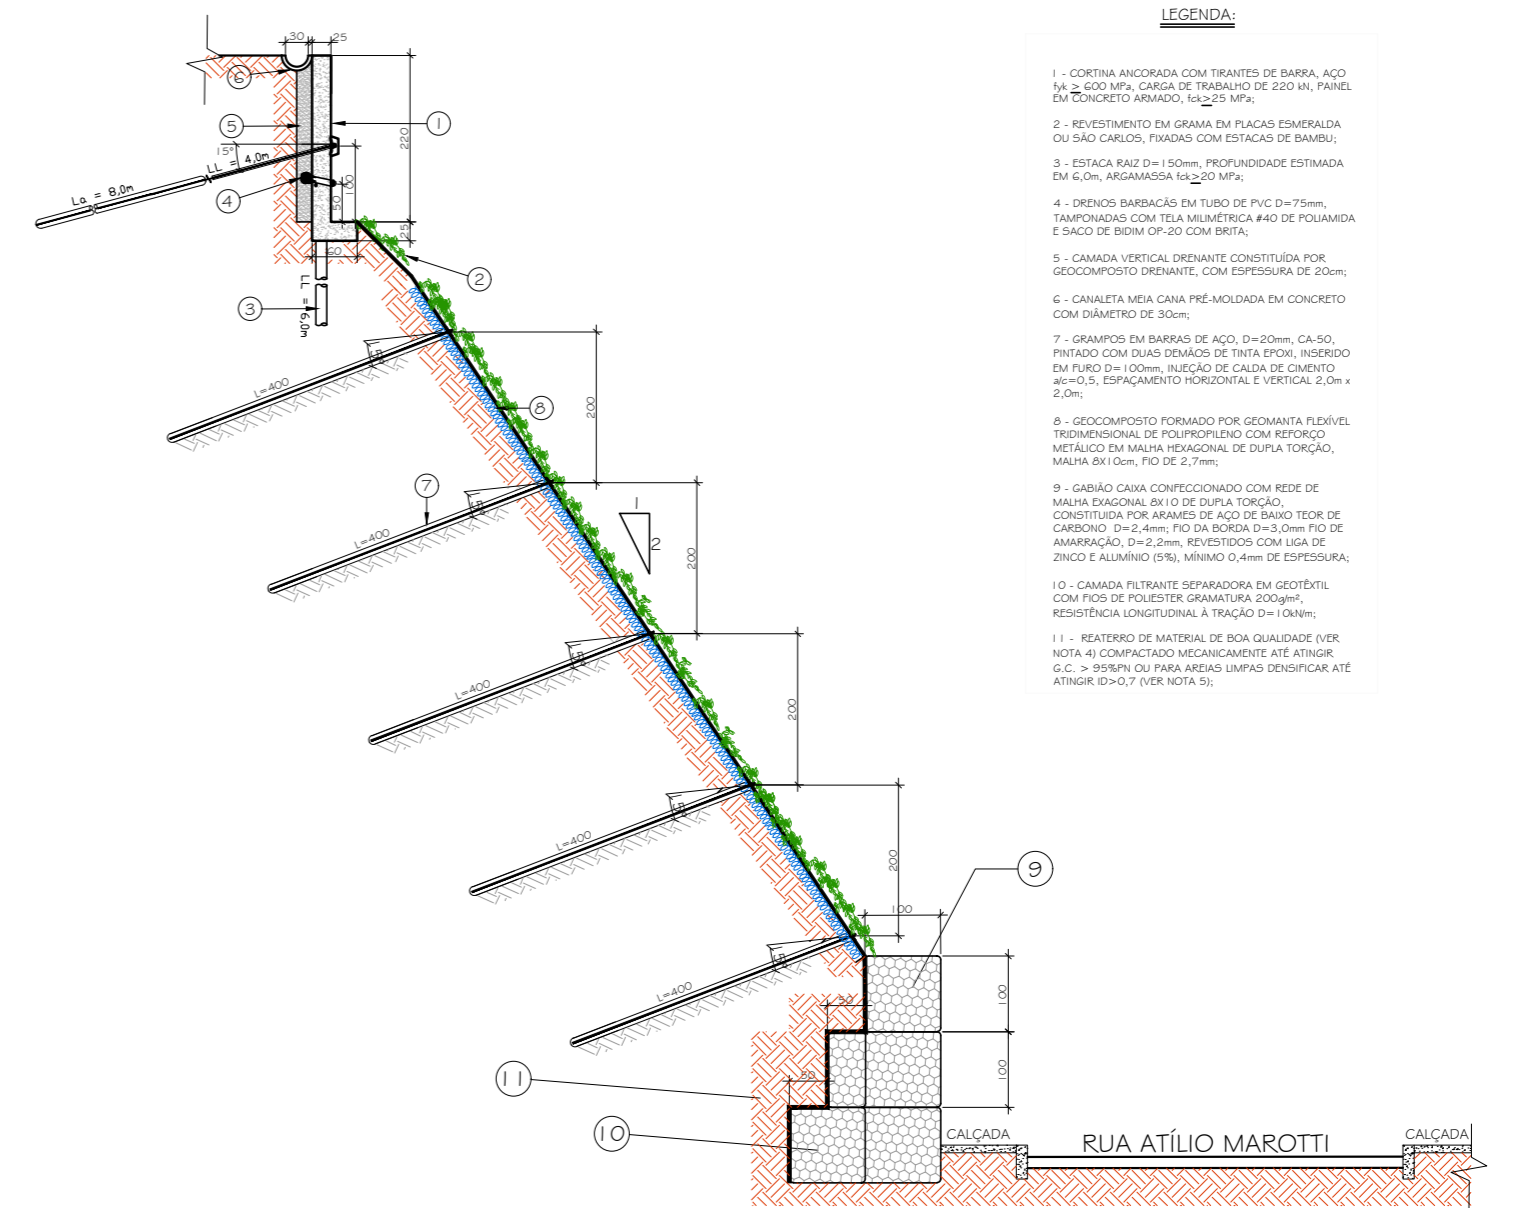 LEGENDA:
1 - CORTINA ANCORADA COM TIRANTES DE BARRA, AÇO
fyk ≥ 600 MPa, CARGA DE TRABALHO DE 220 kN, PAINEL
EM CONCRETO ARMADO, fck≥25 MPa;
2 - REVESTIMENTO EM GRAMA EM PLACAS ESMERALDA
OU SÃO CARLOS, FIXADAS COM ESTACAS DE BAMBU;
3 - ESTACA RAIZ D=150mm, PROFUNDIDADE ESTIMADA
EM 6,0m, ARGAMASSA fck≥20 MPa;
4 - DRENOS BARBACÃS EM TUBO DE PVC D=75mm,
TAMPONADAS COM TELA MILIMÉTRICA #40 DE POLIAMIDA
E SACO DE BIDIM OP-20 COM BRITA;
5 - CAMADA VERTICAL DRENANTE CONSTITUÍDA POR
GEOCOMPOSTO DRENANTE, COM ESPESSURA DE 20cm;
6 - CANALETA MEIA CANA PRÉ-MOLDADA EM CONCRETO
COM DIÂMETRO DE 30cm;
7 - GRAMPOS EM BARRAS DE AÇO, D=20mm, CA-50,
PINTADO COM DUAS DEMÃOS DE TINTA EPOXI, INSERIDO
EM FURO D=100mm, INJEÇÃO DE CALDA DE CIMENTO
a/c=0,5, ESPAÇAMENTO HORIZONTAL E VERTICAL 2,0m x
2,0m;
8 - GEOCOMPOSTO FORMADO POR GEOMANTA FLEXÍVEL
TRIDIMENSIONAL DE POLIPROPILENO COM REFORÇO
METÁLICO EM MALHA HEXAGONAL DE DUPLA TORÇÃO,
MALHA 8X10cm, FIO DE 2,7mm;
9 - GABIÃO CAIXA CONFECCIONADO COM REDE DE
MALHA EXAGONAL 8X10 DE DUPLA TORÇÃO,
CONSTITUIDA POR ARAMES DE AÇO DE BAIXO TEOR DE
CARBONO D=2,4mm; FIO DA BORDA D=3,0mm FIO DE
AMARRAÇÃO, D=2,2mm, REVESTIDOS COM LIGA DE
ZINCO E ALUMÍNIO (5%), MÍNIMO 0,4mm DE ESPESSURA;
10 - CAMADA FILTRANTE SEPARADORA EM GEOTÊXTIL
COM FIOS DE POLIESTER GRAMATURA 200g/m²,
RESISTÊNCIA LONGITUDINAL À TRAÇÃO D=10kN/m;
11 - REATERRO DE MATERIAL DE BOA QUALIDADE (VER
NOTA 4) COMPACTADO MECANICAMENTE ATÉ ATINGIR
G.C. > 95%PN OU PARA AREIAS LIMPAS DENSIFICAR ATÉ
ATINGIR ID>0,7 (VER NOTA 5);
30
25
6
5
1
220
15°
LL = 4,0m
La = 8,0m
4
100
50
25
60
2
3
LL = 6,0m
15°
L=400
200
8
7
15°
L=400
1
2
200
15°
L=400
200
15°
L=400
200
9
100
15°
L=400
50
100
11
50
100
10
CALÇADA
RUA ATÍLIO MAROTTI
CALÇADA